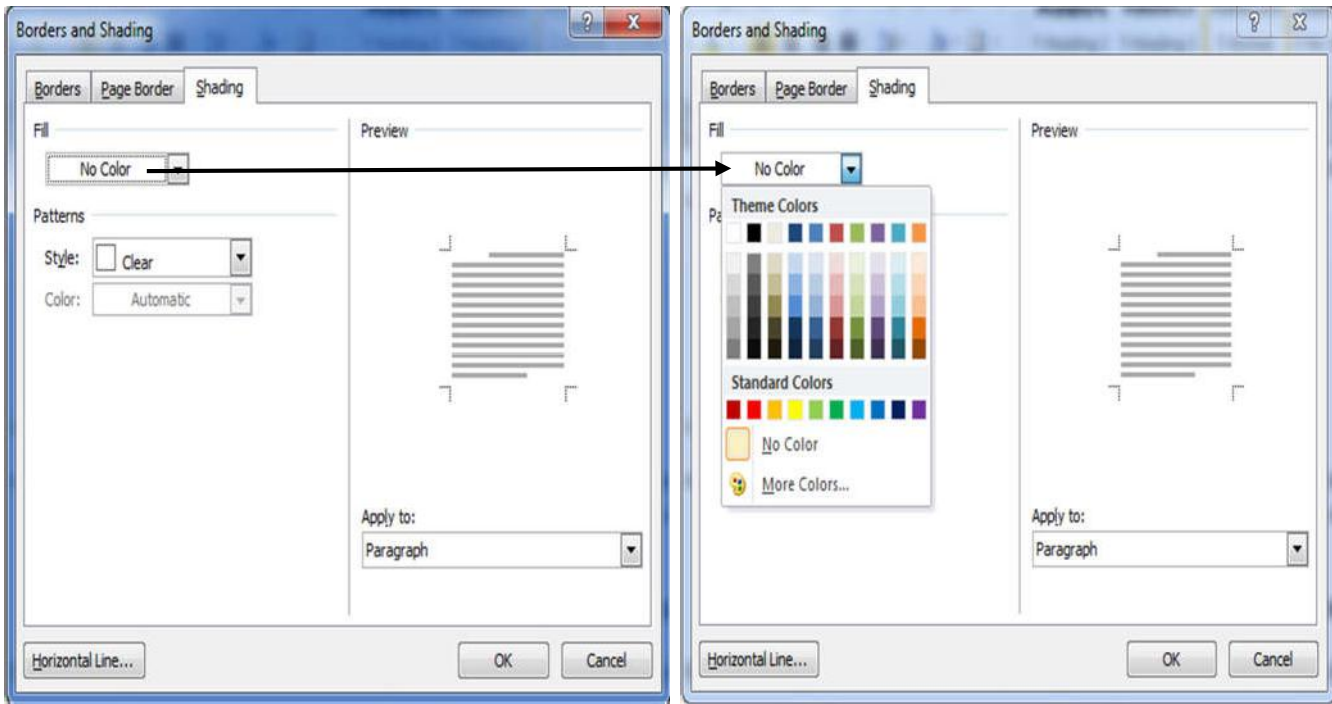 Borders and Shading
Borders Page Border Shading
Fill
No Color
Patterns
Style: Clear
Color: Automatic
Preview
Apply to:
Paragraph
Horizontal Line...
OK Cancel
Borders and Shading
Borders Page Border Shading
Fill
No Color
Pa
Theme Colors
Standard Colors
No Color
More Colors...
Preview
Apply to:
Paragraph
Horizontal Line...
OK Cancel